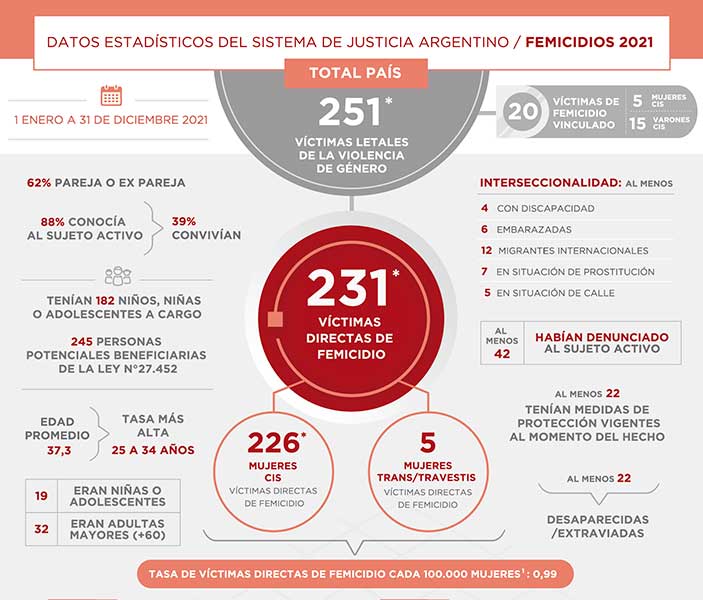 DATOS ESTADÍSTICOS DEL SISTEMA DE JUSTICIA ARGENTINO / FEMICIDIOS 2021
TOTAL PAÍS
1 ENERO A 31 DE DICIEMBRE 2021
251*
VÍCTIMAS LETALES
DE LA VIOLENCIA
DE GÉNERO
20
VÍCTIMAS DE
FEMICIDIO
VINCULADO
5 MUJERES
CIS
15 VARONES
CIS
62% PAREJA O EX PAREJA
88% CONOCÍA
AL SUJETO ACTIVO
39%
CONVIVÍAN
TENÍAN 182 NIÑOS, NIÑAS
O ADOLESCENTES A CARGO
245 PERSONAS
POTENCIALES BENEFICIARIAS
DE LA LEY N°27.452
EDAD
PROMEDIO
37,3
TASA MÁS
ALTA
25 A 34 AÑOS
19 ERAN NIÑAS O
ADOLESCENTES
32 ERAN ADULTAS
MAYORES (+60)
231*
VÍCTIMAS
DIRECTAS DE
FEMICIDIO
226*
MUJERES
CIS
VÍCTIMAS DIRECTAS
DE FEMICIDIO
5
MUJERES
TRANS/TRAVESTIS
VÍCTIMAS DIRECTAS
DE FEMICIDIO
INTERSECCIONALIDAD: AL MENOS
4 CON DISCAPACIDAD
6 EMBARAZADAS
12 MIGRANTES INTERNACIONALES
7 EN SITUACIÓN DE PROSTITUCIÓN
5 EN SITUACIÓN DE CALLE
AL
MENOS
42
HABÍAN DENUNCIADO
AL SUJETO ACTIVO
AL MENOS 22
TENÍAN MEDIDAS DE
PROTECCIÓN VIGENTES
AL MOMENTO DEL HECHO
AL MENOS 22
DESAPARECIDAS
/EXTRAVIADAS
TASA DE VÍCTIMAS DIRECTAS DE FEMICIDIO CADA 100.000 MUJERES¹: 0,99